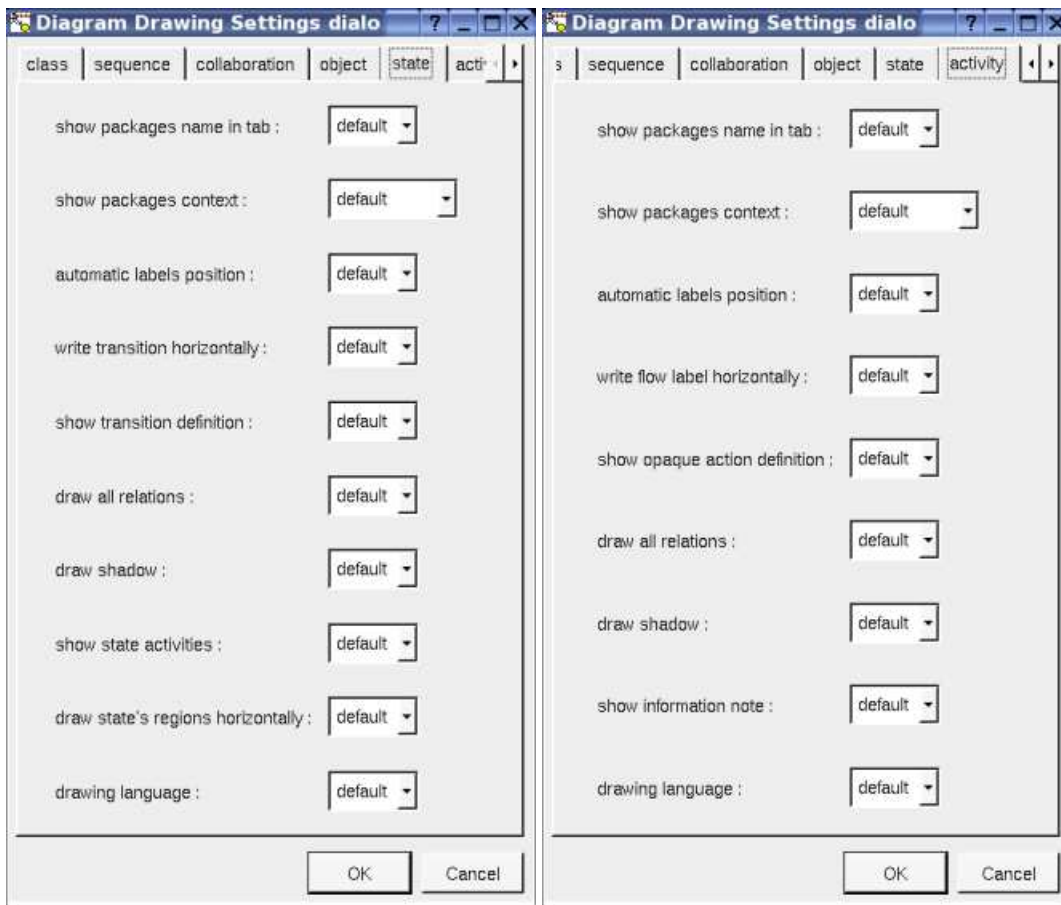 Diagram Drawing Settings dialo
class sequence collaboration object state acti
show packages name in tab : default
show packages context : default
automatic labels position : default
write transition horizontally : default
show transition definition : default
draw all relations : default
draw shadow : default
show state activities : default
draw state's regions horizontally : default
drawing language : default
OK Cancel
Diagram Drawing Settings dialo
s sequence collaboration object state activity
show packages name in tab : default
show packages context : default
automatic labels position : default
write flow label horizontally : default
show opaque action definition : default
draw all relations : default
draw shadow : default
show information note : default
drawing language : default
OK Cancel